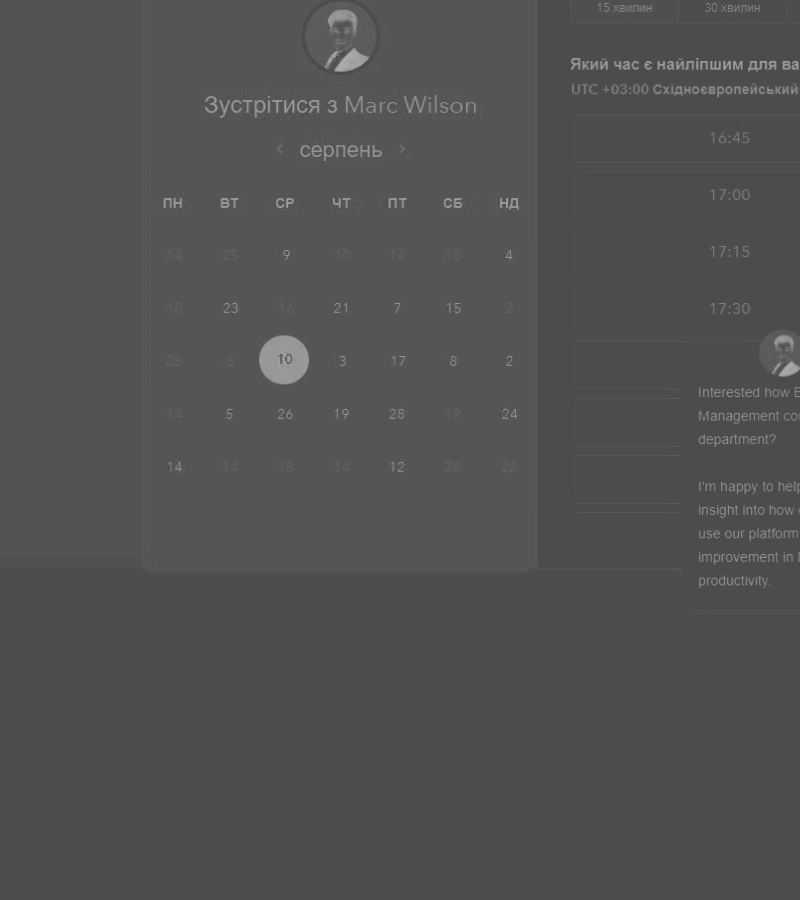 15 хвилин 30 хвилин
Зустрітися з Marc Wilson
серпень
ПН ВТ СР ЧТ ПТ СБ НД
14 25 9 10 14 13 4
18 23 16 21 7 15 2
28 8 10 3 17 8 2
14 5 26 19 28 19 24
14 14 18 14 12 28 22
Який час є найліпшим для ва
UTC +03:00 Східноєвропейський
16:45
17:00
17:15
17:30
Interested how
Management
department?
I'm happy to help
insight into how
use our platform
improvement in
productivity.